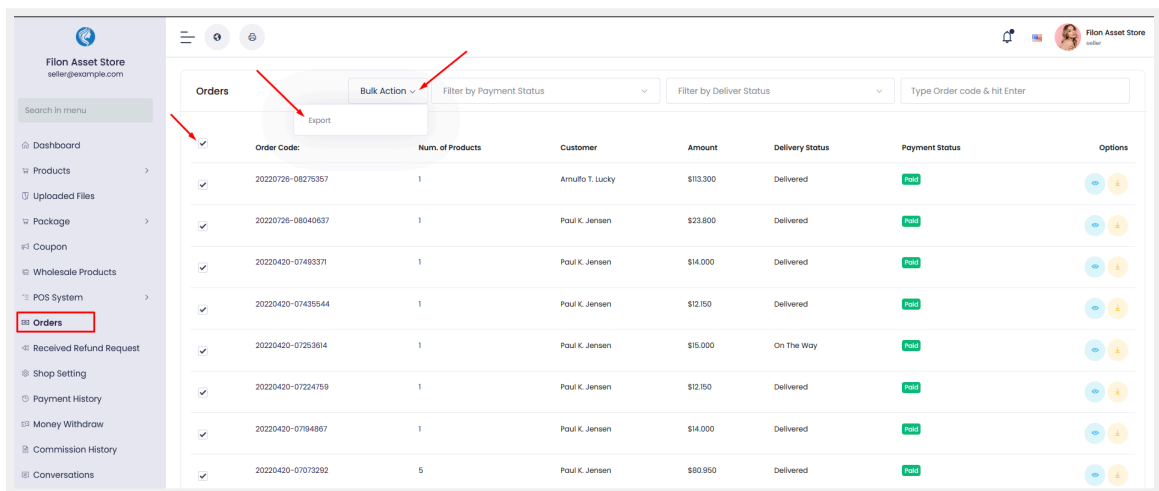 Filon Asset Store
seller@example.com
Search in menu
Dashboard
Products
Uploaded Files
Package
Coupon
Wholesale Products
POS System
Orders
Received Refund Request
Shop Setting
Payment History
Money Withdraw
Commission History
Conversations
Filon Asset Store
seller
Orders
Bulk Action
Filter by Payment Status
Filter by Deliver Status
Type Order code & hit Enter
Export
Order Code: Num. of Products Customer Amount Delivery Status Payment Status Options
20220726-08275357 1 Arnulfo T. Lucky $113.300 Delivered Paid
20220726-08040637 1 Paul K. Jensen $23.800 Delivered Paid
20220420-07493371 1 Paul K. Jensen $14.000 Delivered Paid
20220420-07435544 1 Paul K. Jensen $12.150 Delivered Paid
20220420-07253614 1 Paul K. Jensen $15.000 On The Way Paid
20220420-07224759 1 Paul K. Jensen $12.150 Delivered Paid
20220420-07194867 1 Paul K. Jensen $14.000 Delivered Paid
20220420-07073292 5 Paul K. Jensen $80.950 Delivered Paid